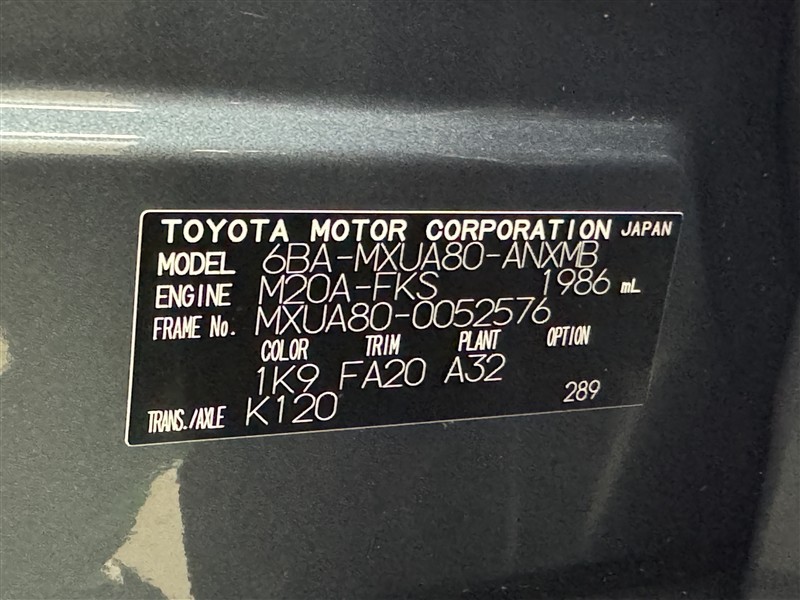 TOYOTA MOTOR CORPORATION JAPAN
MODEL 6BA-MXUA80-ANXMB
ENGINE M20A-FKS 1986 mL
FRAME No. MXUA80-0052576
COLOR TRIM PLANT OPTION
1K9 FA20 A32
TRANS./AXLE K120 289